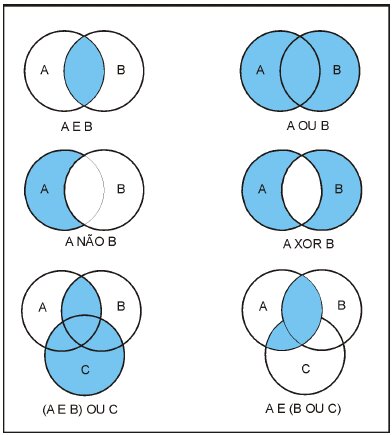 A B
A B
A E B
A OU B
A B
A B
A NÃO B
A XOR B
A B
C
A B
C
(A E B) OU C
A E (B OU C)